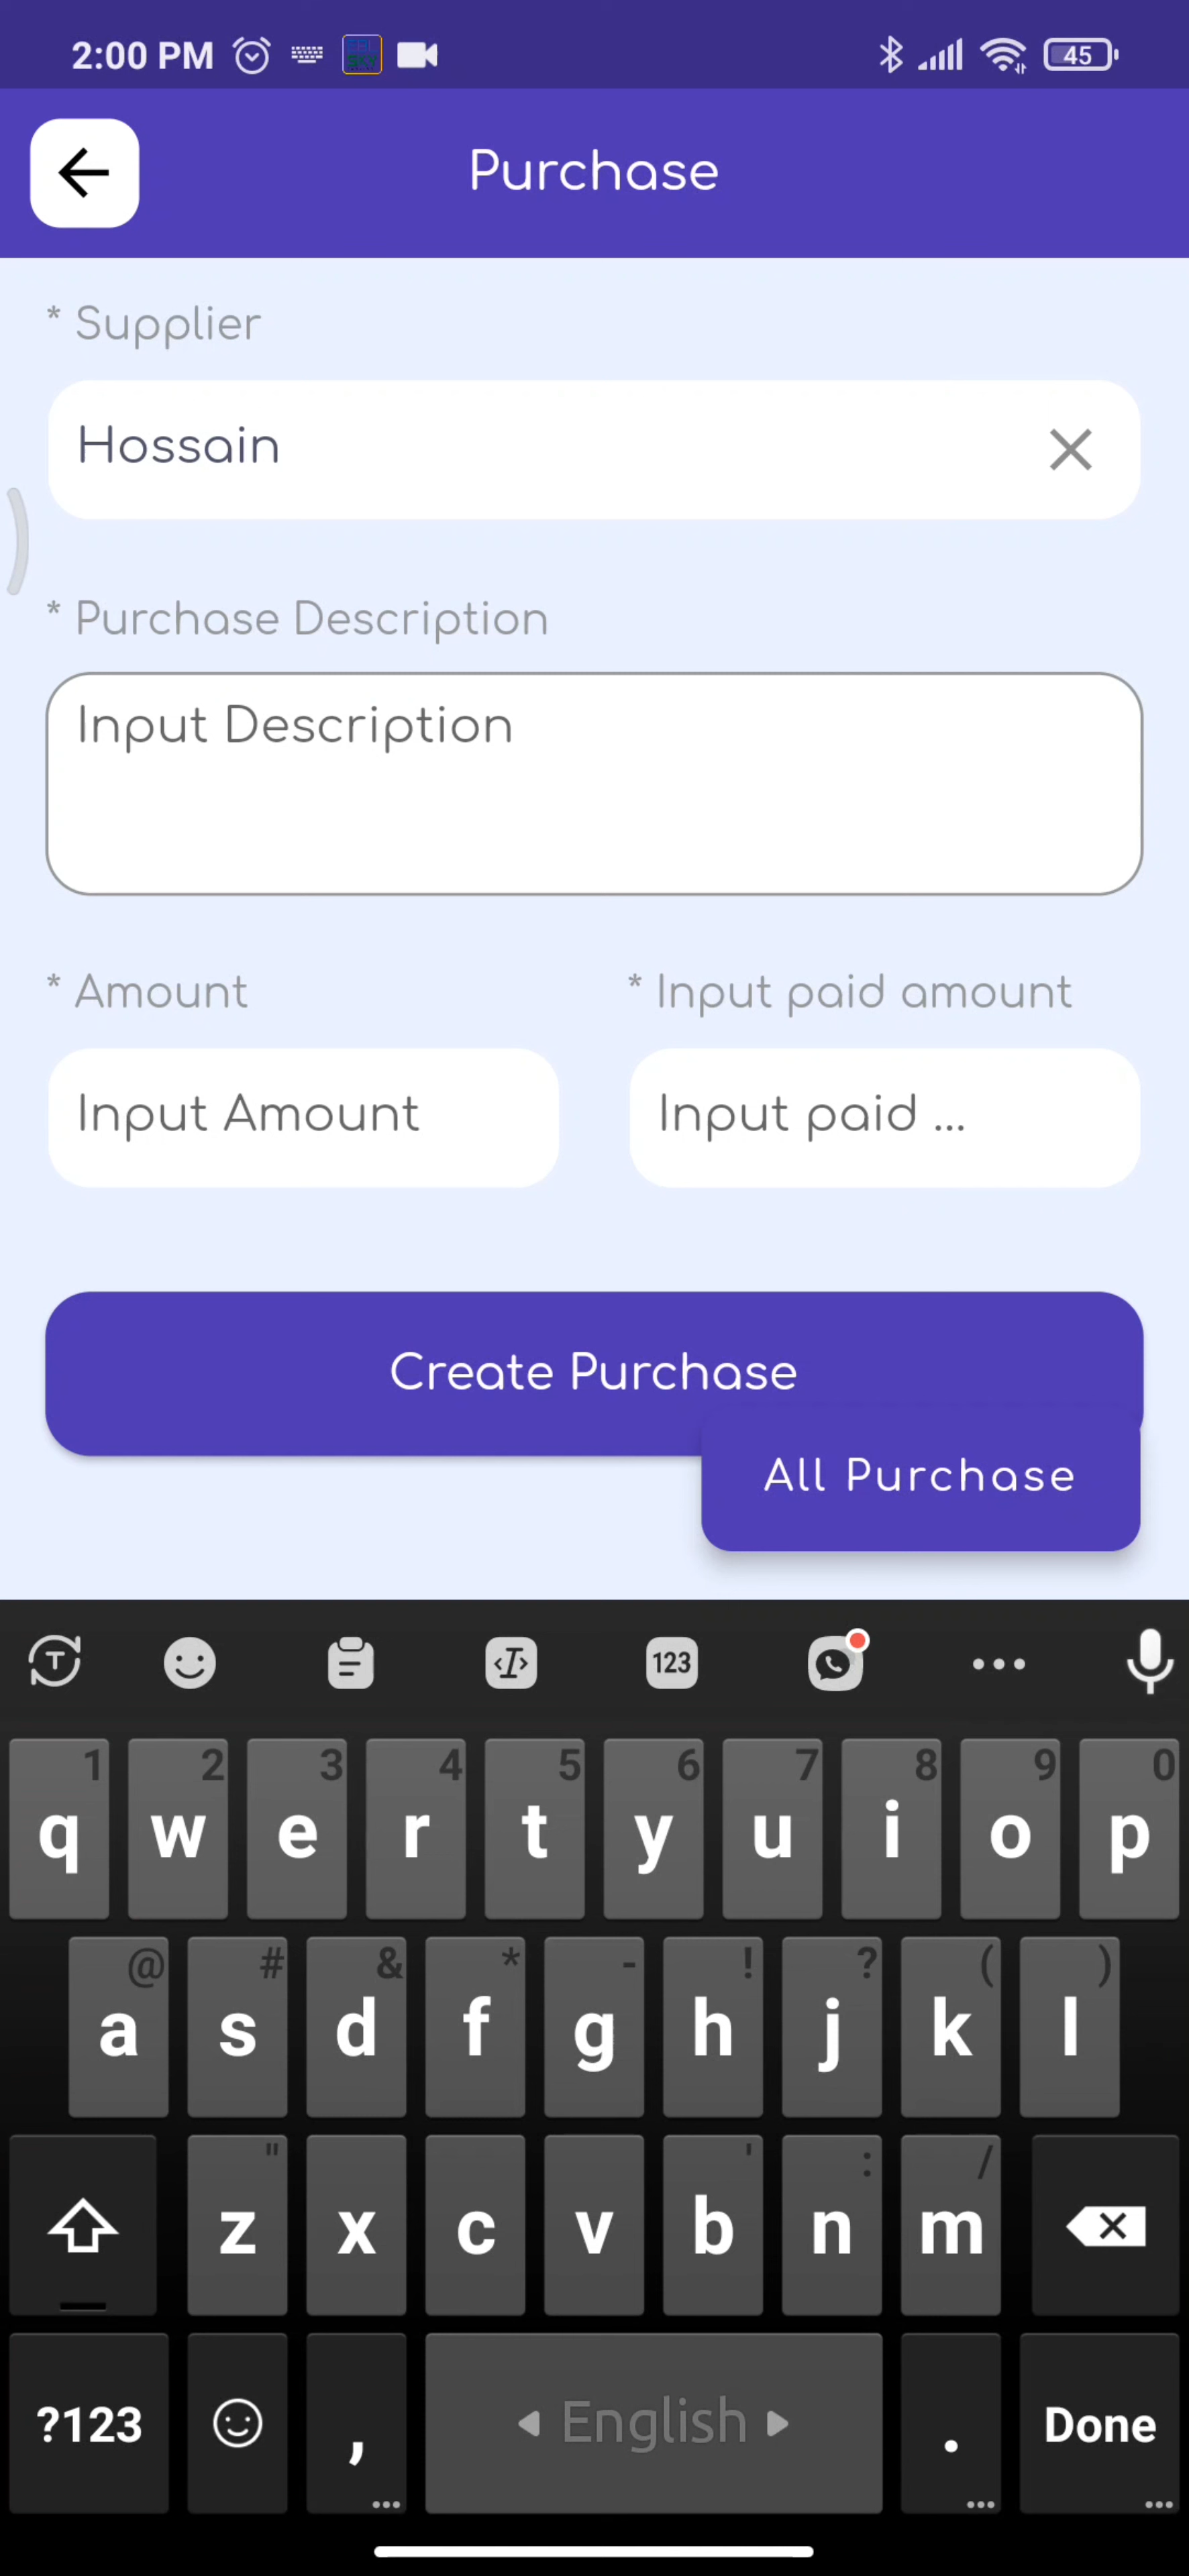 2:00 PM 45
Purchase
* Supplier
Hossain
* Purchase Description
Input Description
* Amount * Input paid amount
Input Amount Input paid ...
Create Purchase
All Purchase
123
1 2 3 4 5 6 7 8 9 0
q w e r t y u i o p
@ # & * - ! ? ( )
a s d f g h j k l
" ' : /
z x c v b n m
?123 , English . Done